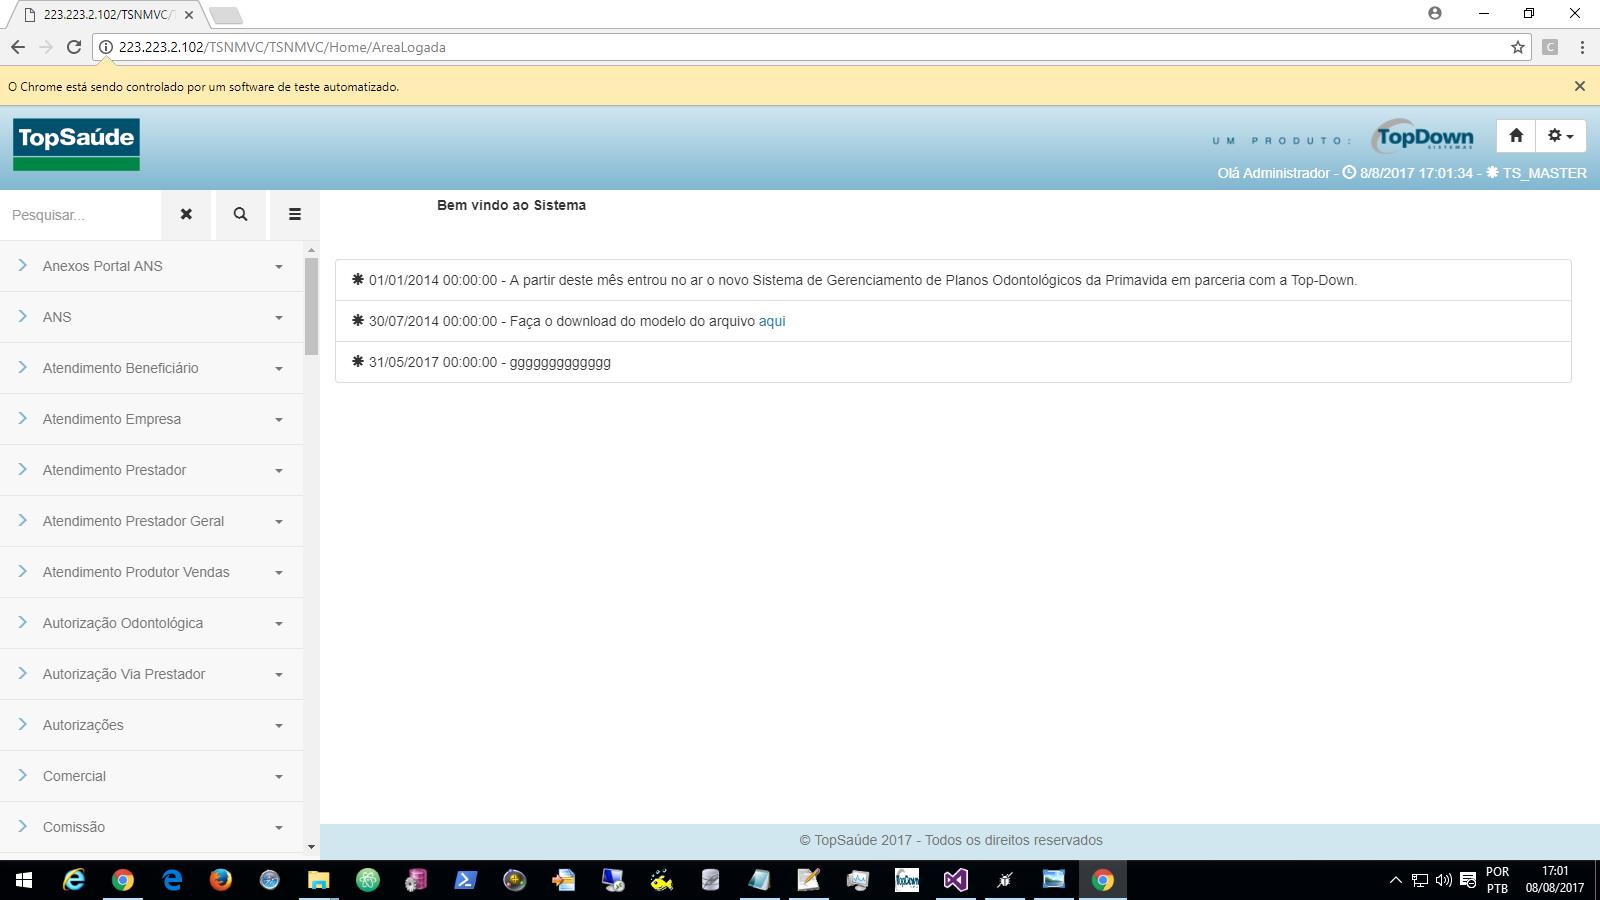 223.223.2.102/TSNMVC/T
223.223.2.102/TSNMVC/TSNMVC/Home/AreaLogada
O Chrome está sendo controlado por um software de teste automatizado.
TopSaúde
UM PRODUTO:
TopDown
SISTEMAS
Olá Administrador - 8/8/2017 17:01:34 - TS_MASTER
Pesquisar...
Bem vindo ao Sistema
01/01/2014 00:00:00 - A partir deste mês entrou no ar o novo Sistema de Gerenciamento de Planos Odontológicos da Primavida em parceria com a Top-Down.
30/07/2014 00:00:00 - Faça o download do modelo do arquivo aqui
31/05/2017 00:00:00 - ggggggggggggg
Anexos Portal ANS
ANS
Atendimento Beneficiário
Atendimento Empresa
Atendimento Prestador
Atendimento Prestador Geral
Atendimento Produtor Vendas
Autorização Odontológica
Autorização Via Prestador
Autorizações
Comercial
Comissão
© TopSaúde 2017 - Todos os direitos reservados
TopDown
POR
PTB
17:01
08/08/2017